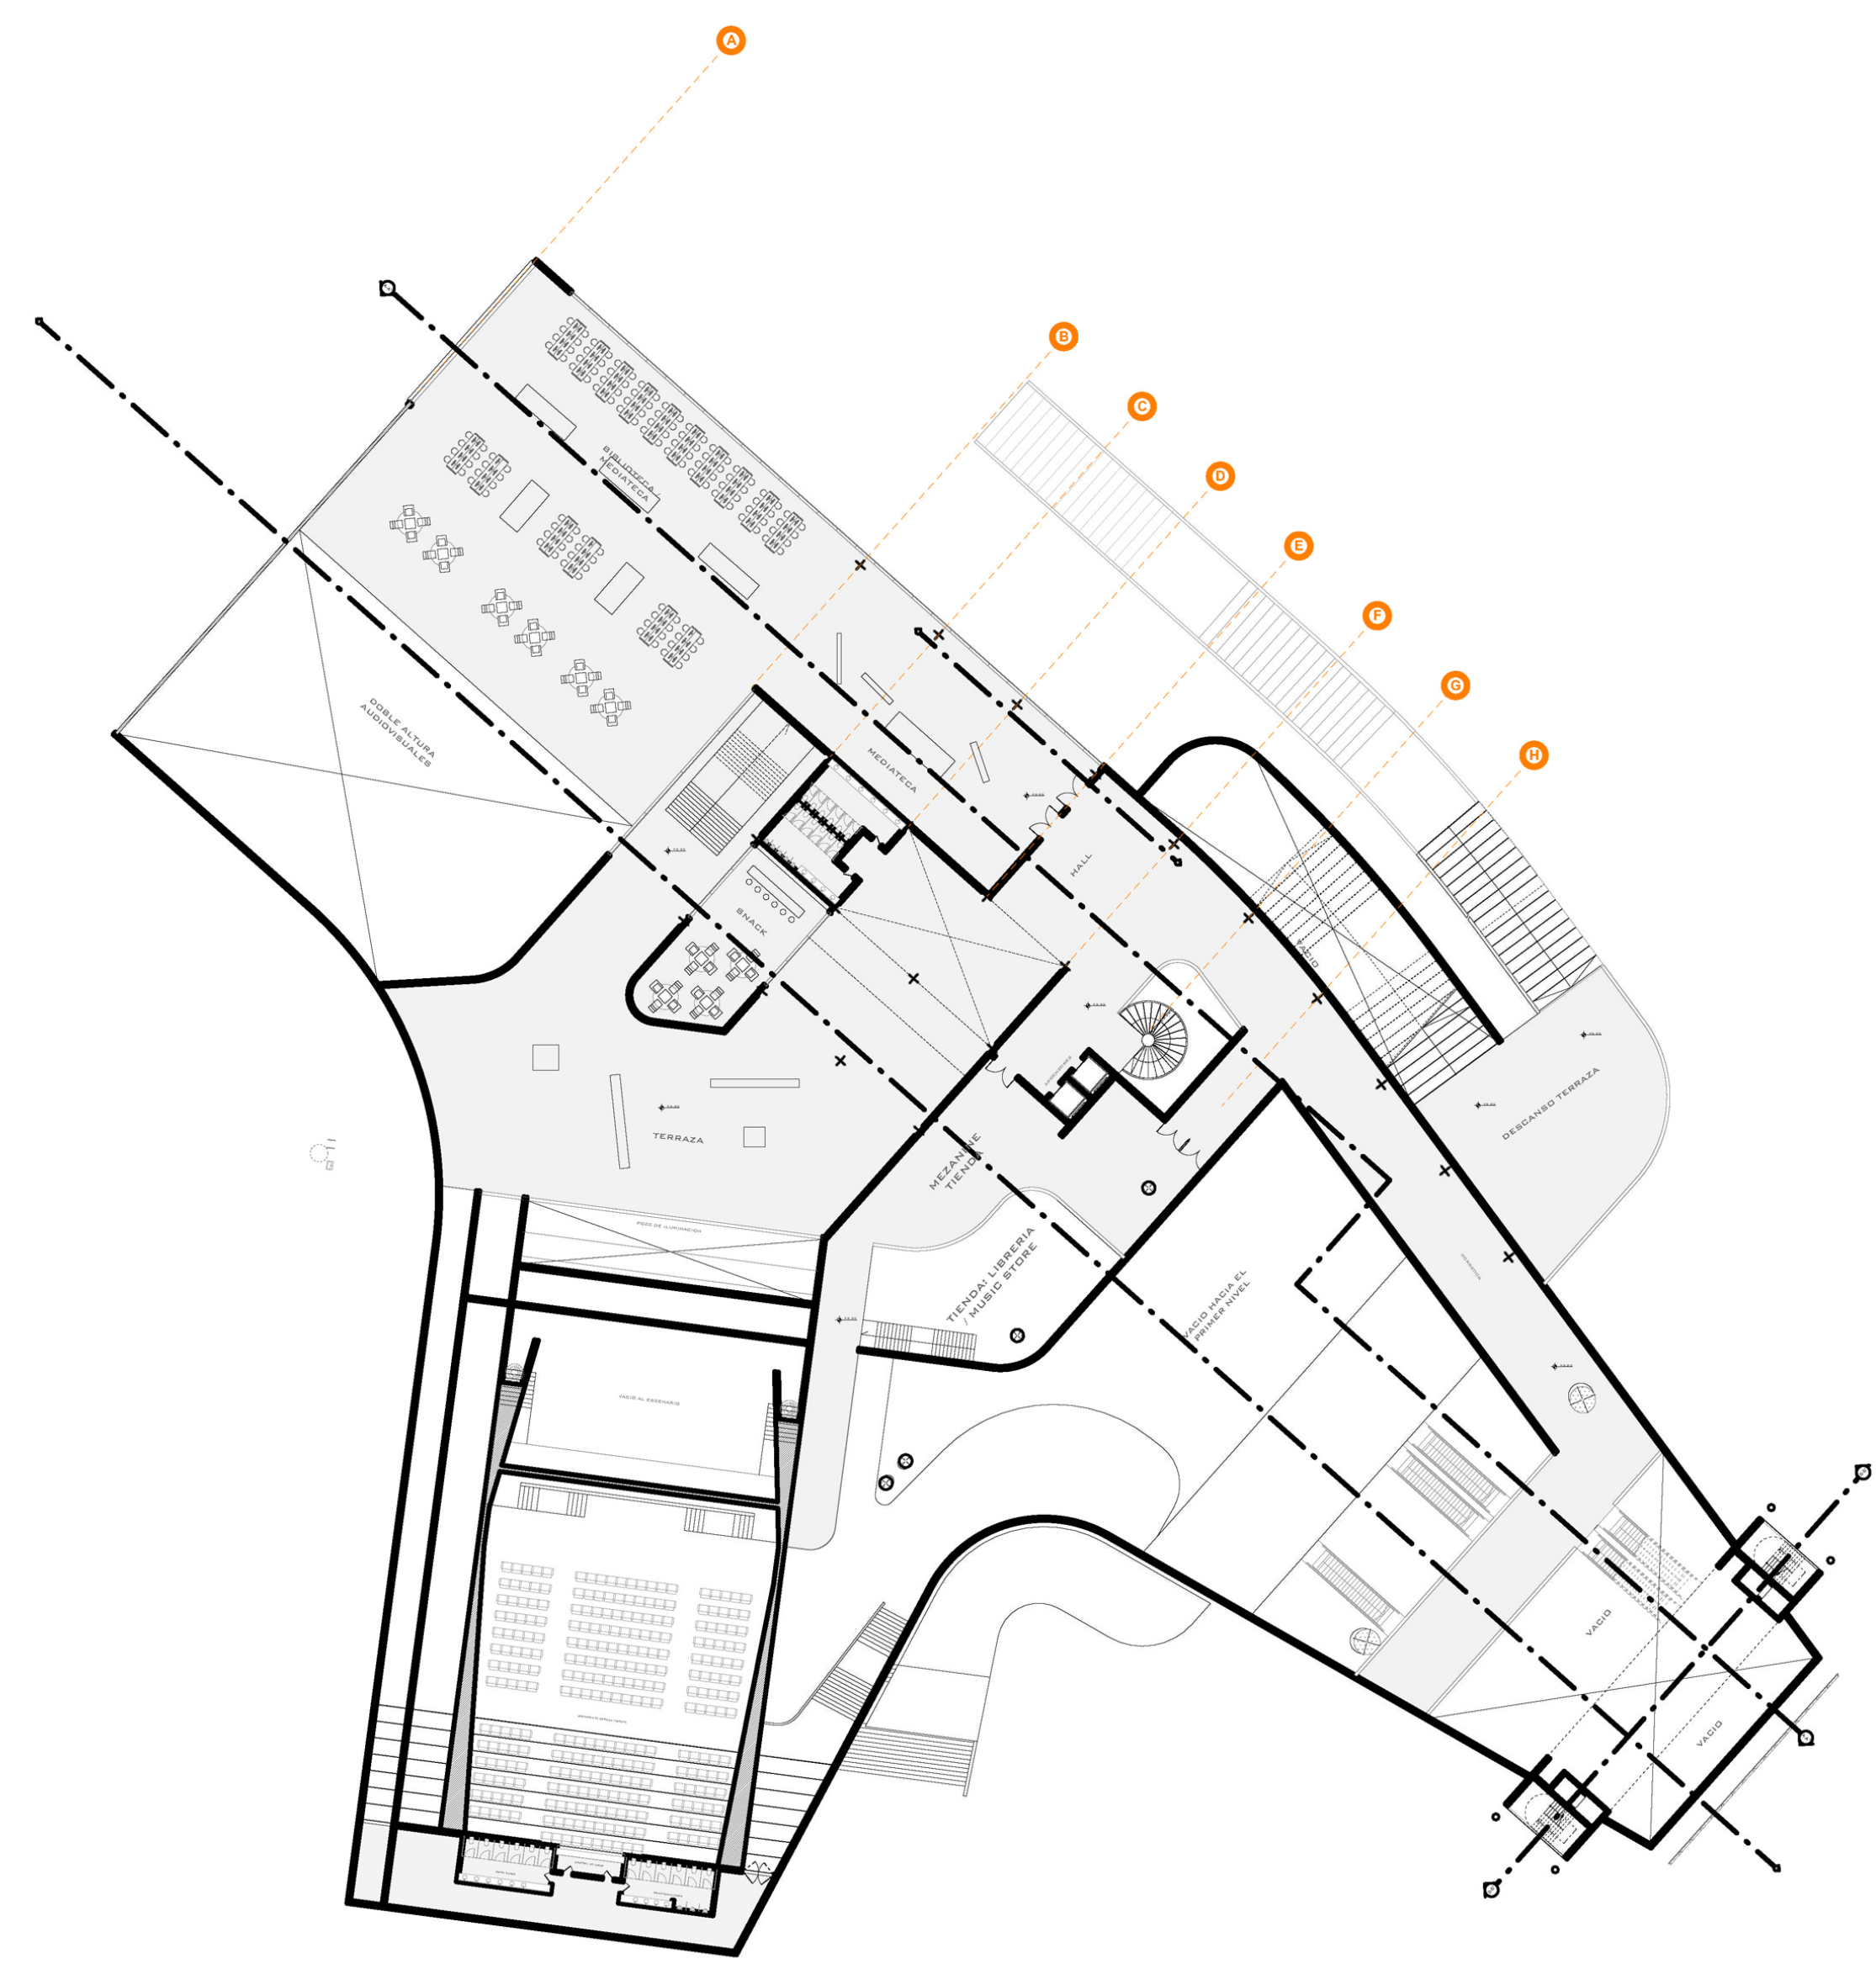 A
B
C
D
E
F
G
H
BIBLIOTECA /
MEDIATECA
DOBLE ALTURA
AUDIOVISUALES
MEDIATECA
HALL
SNACK
VACIO
DESCANSO TERRAZA
TERRAZA
MEZANINE
TIENDA
POZO DE ILUMINACION
TIENDA: LIBRERIA
/ MUSIC STORE
VACIO HACIA EL
PRIMER NIVEL
VACIO AL ESCENARIO
VACIO
VACIO